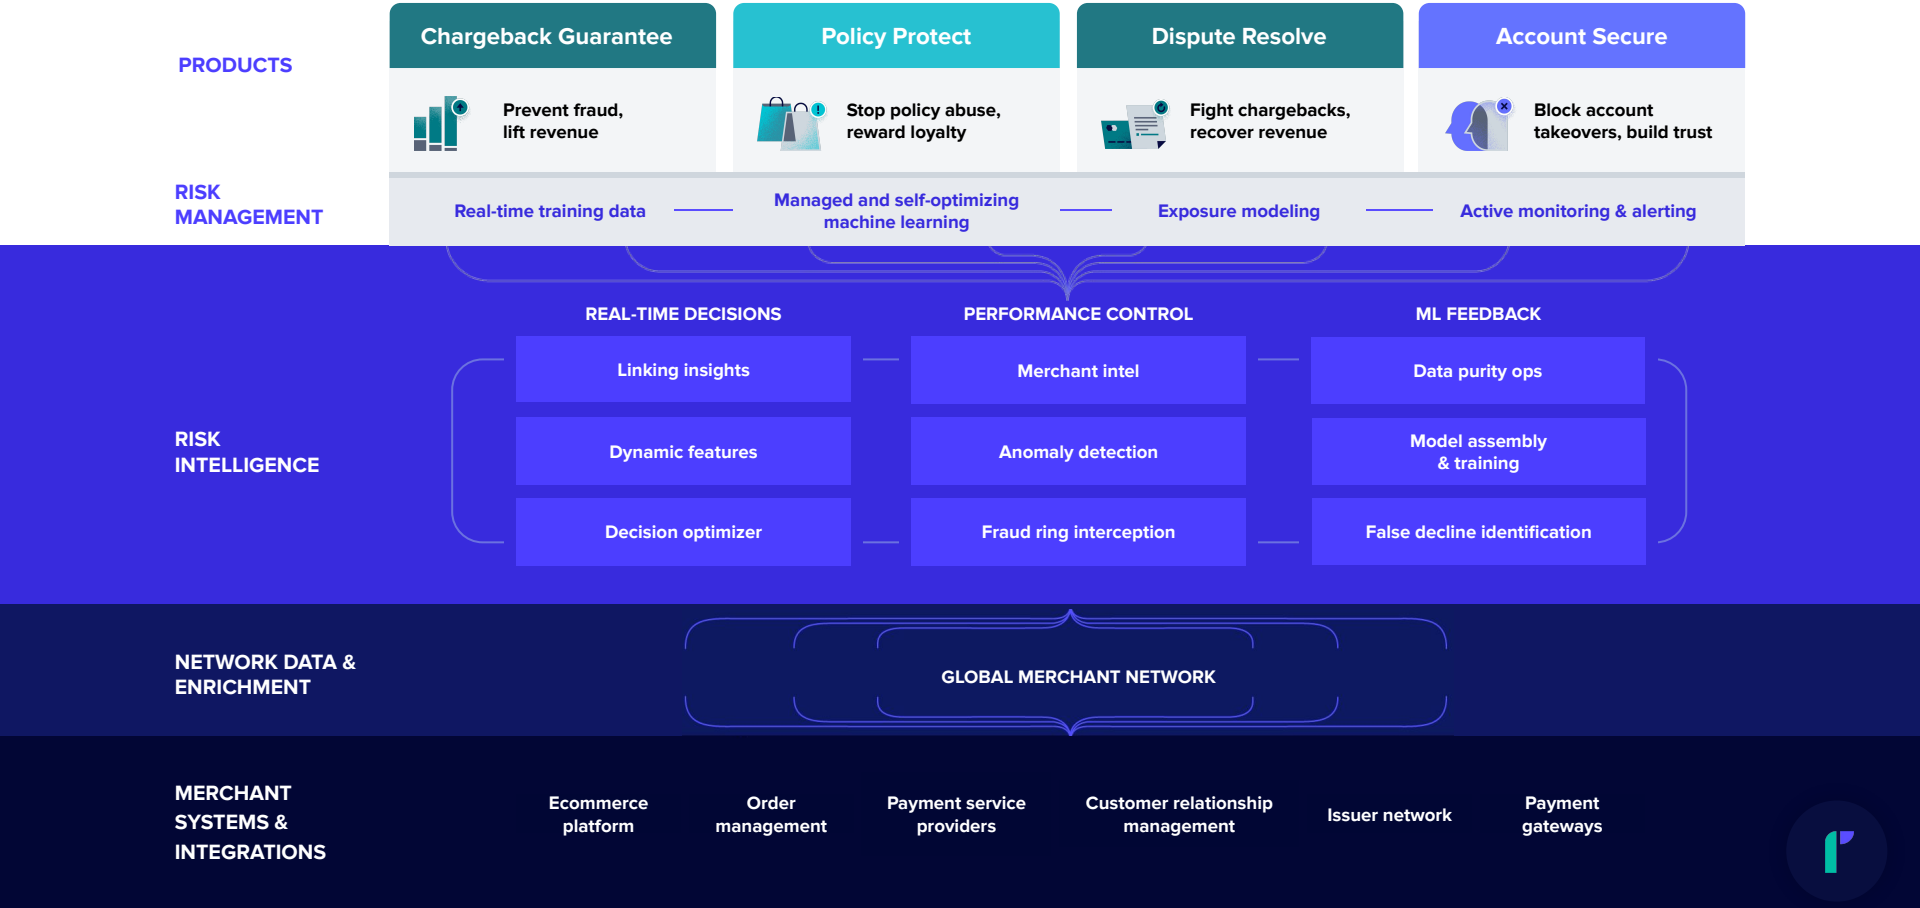 Chargeback Guarantee
Policy Protect
Dispute Resolve
Account Secure
PRODUCTS
Prevent fraud,
lift revenue
Stop policy abuse,
reward loyalty
Fight chargebacks,
recover revenue
Block account
takeovers, build trust
RISK
MANAGEMENT
Real-time training data
Managed and self-optimizing
machine learning
Exposure modeling
Active monitoring & alerting
REAL-TIME DECISIONS
PERFORMANCE CONTROL
ML FEEDBACK
RISK
INTELLIGENCE
Linking insights
Merchant intel
Data purity ops
Dynamic features
Anomaly detection
Model assembly
& training
Decision optimizer
Fraud ring interception
False decline identification
NETWORK DATA &
ENRICHMENT
GLOBAL MERCHANT NETWORK
MERCHANT
SYSTEMS &
INTEGRATIONS
Ecommerce
platform
Order
management
Payment service
providers
Customer relationship
management
Issuer network
Payment
gateways